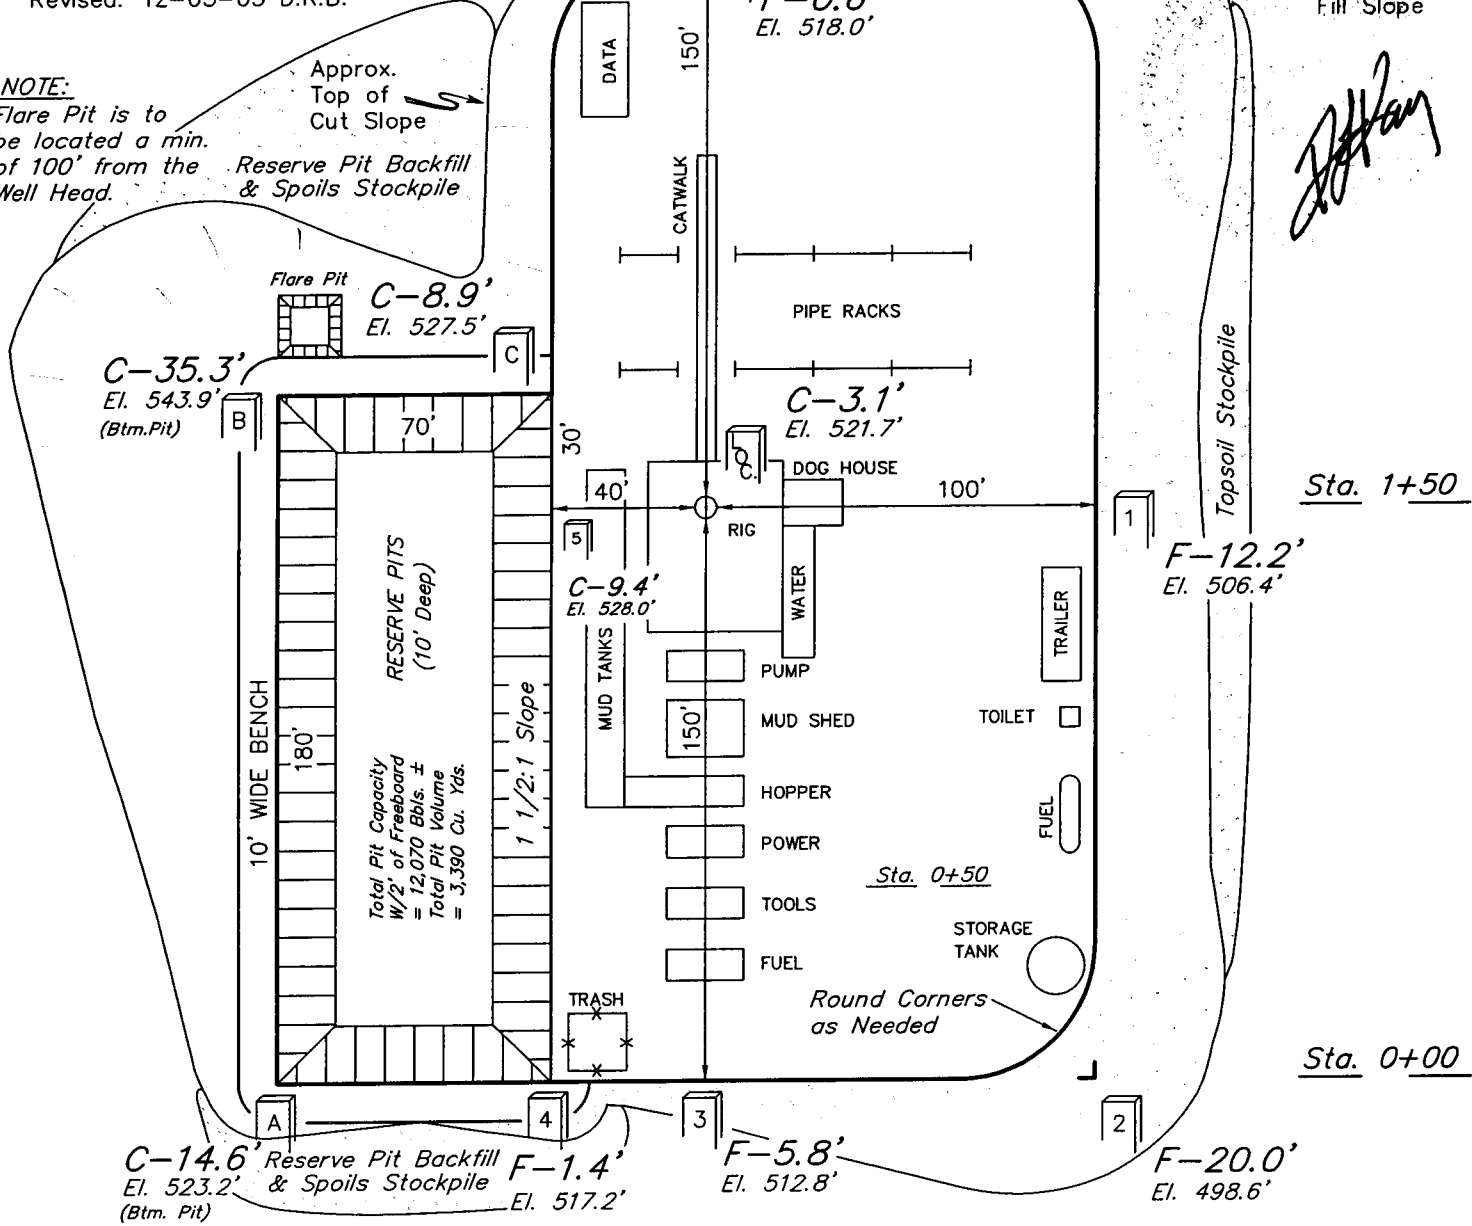 Revised: 12-05-05 D.R.B.
El. 518.0'
Fill Slope
NOTE:
Flare Pit is to
be located a min.
of 100' from the
Well Head.
Approx.
Top of
Cut Slope
Reserve Pit Backfill
& Spoils Stockpile
DATA
150'
CATWALK
Flare Pit
C-8.9'
El. 527.5'
C
PIPE RACKS
C-35.3'
El. 543.9'
(Btm.Pit)
B
70'
30'
C-3.1'
El. 521.7'
DOG HOUSE
40'
100'
RIG
5
1
Sta. 1+50
Topsoil Stockpile
F-12.2'
El. 506.4'
C-9.4'
El. 528.0'
RESERVE PITS
(10' Deep)
WATER
TRAILER
MUD TANKS
PUMP
10' WIDE BENCH
180'
1 1/2:1 Slope
150'
MUD SHED
TOILET
Total Pit Capacity
W/2' of Freeboard
= 12,070 Bbls. ±
Total Pit Volume
= 3,390 Cu. Yds.
HOPPER
FUEL
POWER
Sta. 0+50
TOOLS
STORAGE
TANK
FUEL
TRASH
Round Corners
as Needed
Sta. 0+00
A
4
3
2
C-14.6'
El. 523.2'
(Btm. Pit)
Reserve Pit Backfill
& Spoils Stockpile
F-1.4'
El. 517.2'
F-5.8'
El. 512.8'
F-20.0'
El. 498.6'